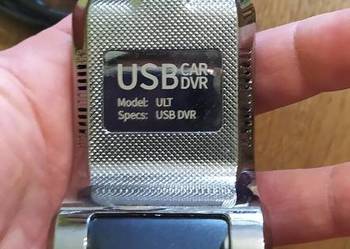 USB CAR DVR
Model: ULT
Specs: USB DVR